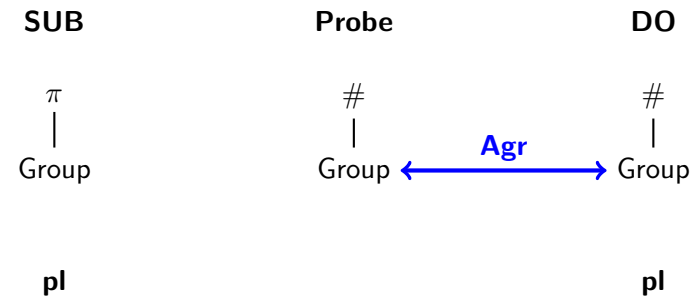 SUB Probe DO
π # #
Agr
Group Group Group
pl pl